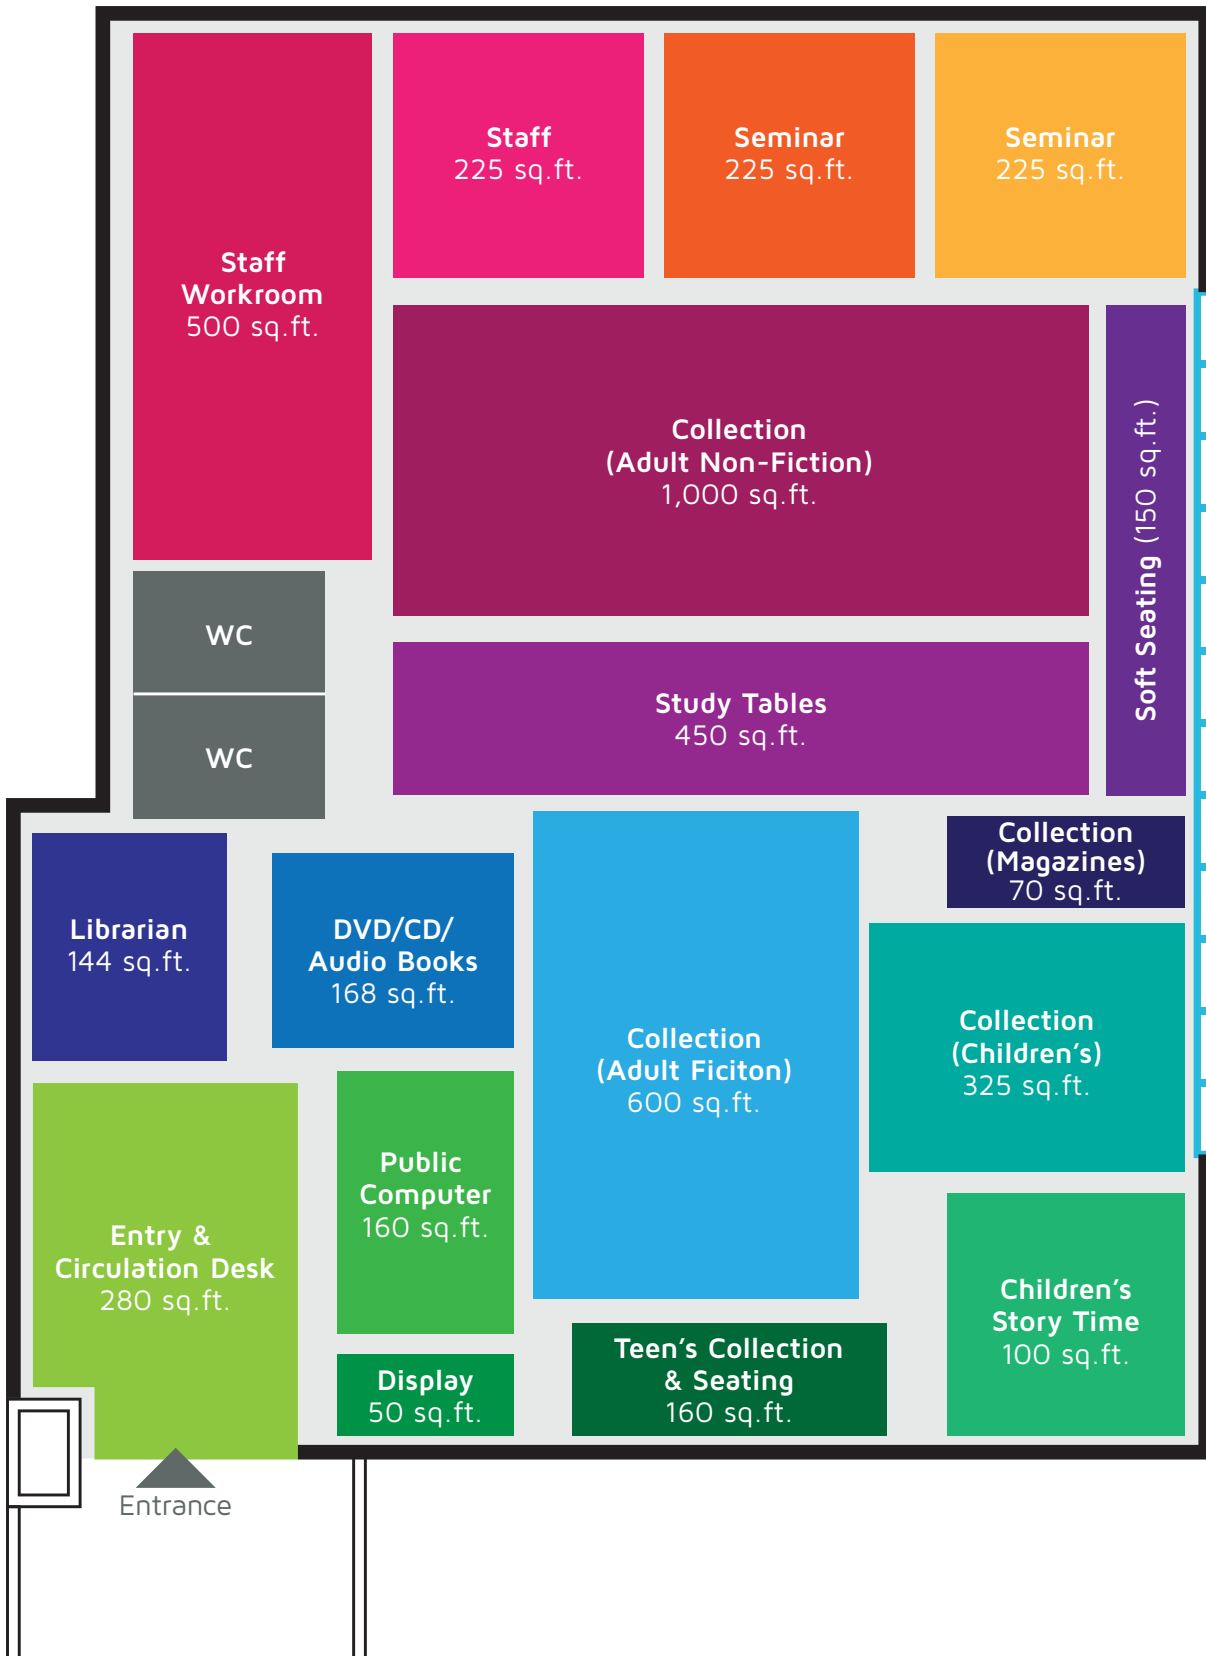 Staff
225 sq.ft.
Seminar
225 sq.ft.
Seminar
225 sq.ft.
Staff
Workroom
500 sq.ft.
Collection
(Adult Non-Fiction)
1,000 sq.ft.
Soft Seating (150 sq.ft.)
WC
WC
Study Tables
450 sq.ft.
Collection
(Magazines)
70 sq.ft.
Librarian
144 sq.ft.
DVD/CD/
Audio Books
168 sq.ft.
Collection
(Adult Ficiton)
600 sq.ft.
Collection
(Children’s)
325 sq.ft.
Public
Computer
160 sq.ft.
Entry &
Circulation Desk
280 sq.ft.
Children’s
Story Time
100 sq.ft.
Display
50 sq.ft.
Teen’s Collection
& Seating
160 sq.ft.
Entrance